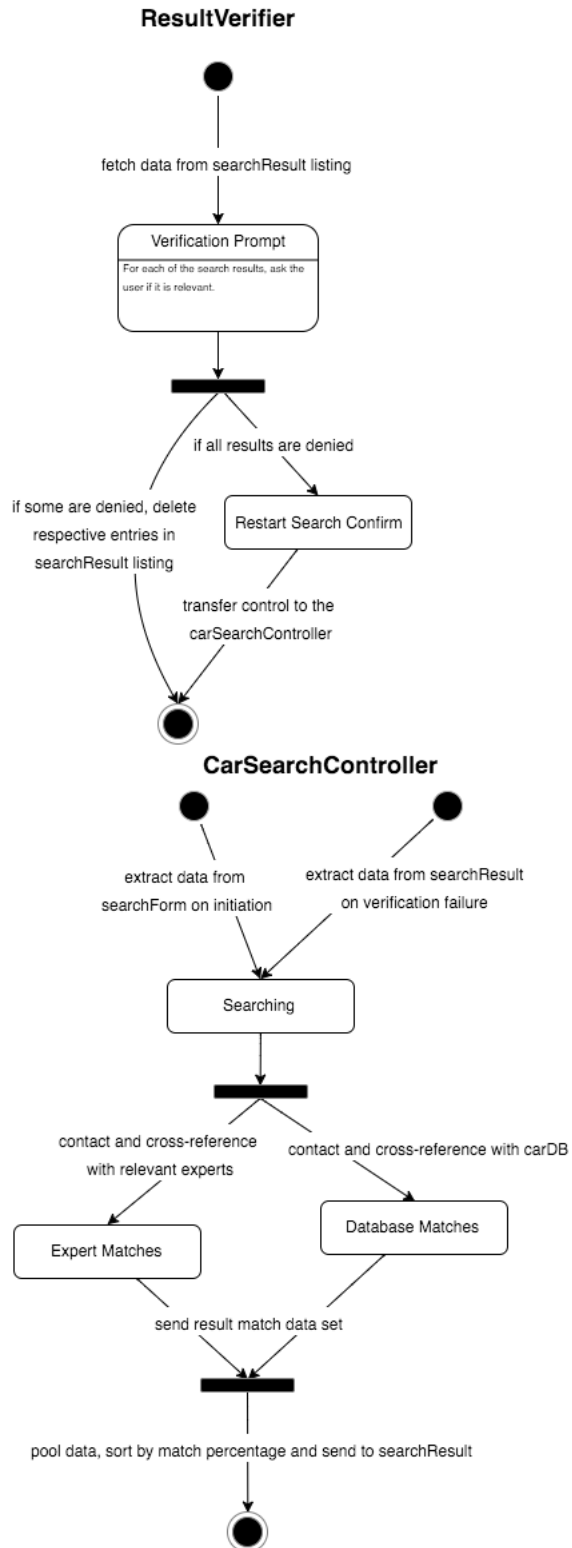 ResultVerifier
fetch data from searchResult listing
Verification Prompt
For each of the search results, ask the
user if it is relevant.
if all results are denied
if some are denied, delete
respective entries in
searchResult listing
Restart Search Confirm
transfer control to the
carSearchController
CarSearchController
extract data from
searchForm on initiation
extract data from searchResult
on verification failure
Searching
contact and cross-reference
with relevant experts
contact and cross-reference with carDB
Expert Matches
Database Matches
send result match data set
pool data, sort by match percentage and send to searchResult